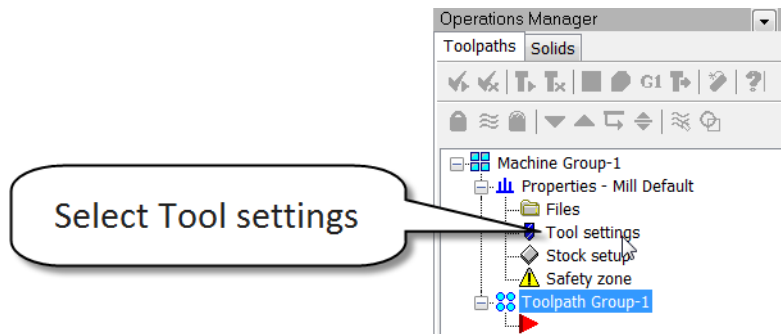 Operations Manager
Toolpaths Solids
G1
Machine Group-1
Properties - Mill Default
Files
Select Tool settings
Tool settings
Stock setup
Safety zone
Toolpath Group-1